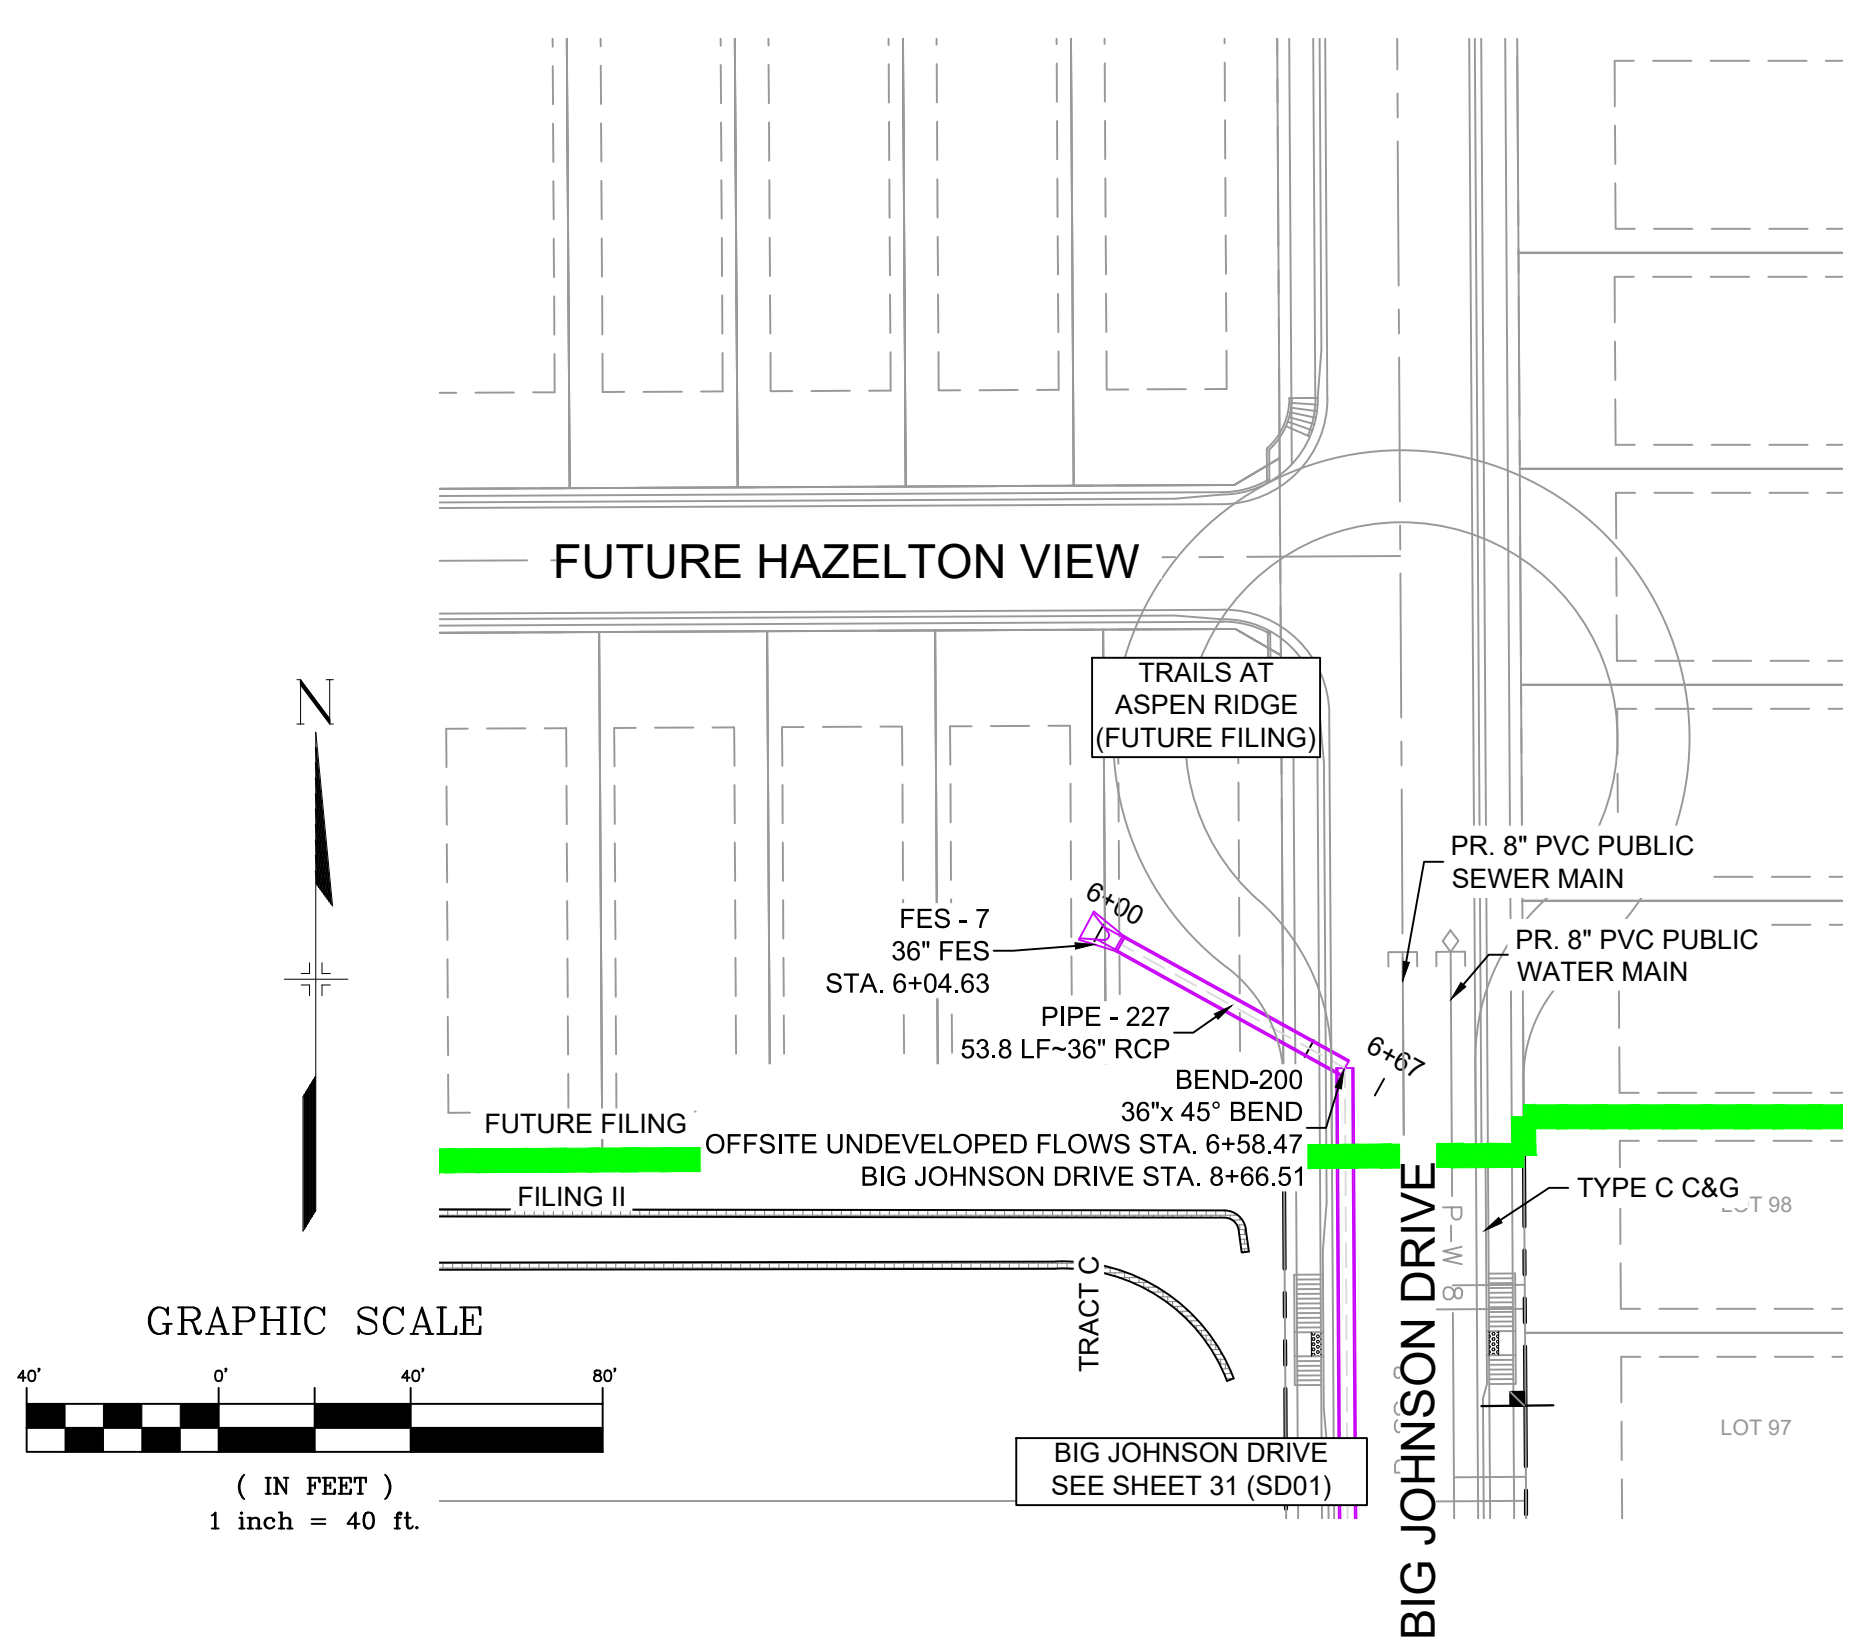 FUTURE HAZELTON VIEW
TRAILS AT
ASPEN RIDGE
(FUTURE FILING)
N
PR. 8" PVC PUBLIC
SEWER MAIN
6+00
FES - 7
36" FES
STA. 6+04.63
PR. 8" PVC PUBLIC
WATER MAIN
PIPE - 227
53.8 LF~36" RCP
6+67
BEND-200
36"x 45° BEND
OFFSITE UNDEVELOPED FLOWS STA. 6+58.47
BIG JOHNSON DRIVE STA. 8+66.51
FUTURE FILING
FILING II
TYPE C C&G
LOT 98
P-W 8
TRACT C
BIG JOHNSON DRIVE
GRAPHIC SCALE
40' 0' 40' 80'
( IN FEET )
1 inch = 40 ft.
LOT 97
BIG JOHNSON DRIVE
SEE SHEET 31 (SD01)